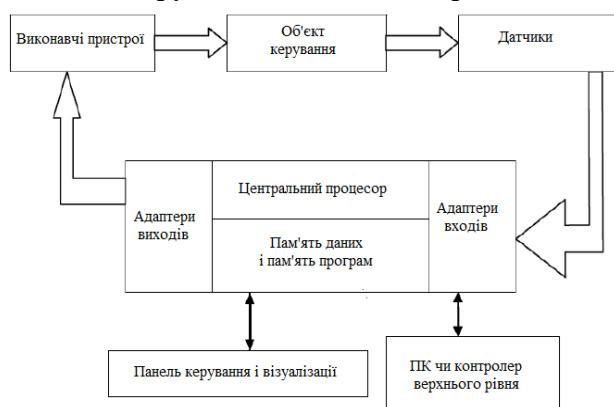 Виконавчі пристрої
Об'єкт
керування
Датчики
Адаптери
виходів
Центральний процесор
Пам'ять даних
і пам'ять програм
Адаптери
входів
Панель керування і візуалізації
ПК чи контролер
верхнього рівня